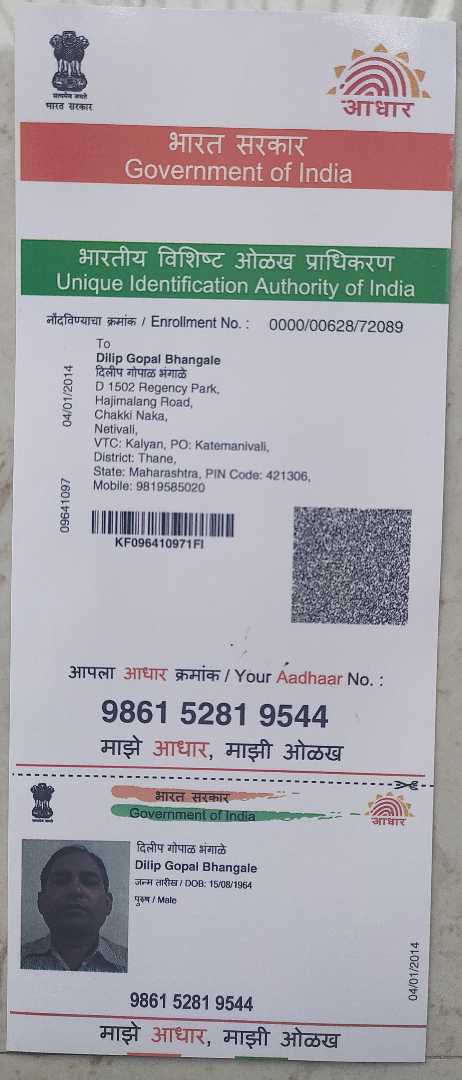 सत्यमेव जयते
भारत सरकार
आधार
भारत सरकार
Government of India
भारतीय विशिष्ट ओळख प्राधिकरण
Unique Identification Authority of India
नोंदविण्याचा क्रमांक / Enrollment No. : 0000/00628/72089
To
Dilip Gopal Bhangale
दिलीप गोपाळ भंगाळे
D 1502 Regency Park,
Hajimalang Road,
Chakki Naka,
Netivali,
VTC: Kalyan, PO: Katemanivali,
District: Thane,
State: Maharashtra, PIN Code: 421306,
Mobile: 9819585020
04/01/2014
09641097
KF096410971FI
आपला आधार क्रमांक / Your Aadhaar No. :
9861 5281 9544
माझे आधार, माझी ओळख
भारत सरकार
Government of India
आधार
दिलीप गोपाळ भंगाळे
Dilip Gopal Bhangale
जन्म तारीख / DOB: 15/08/1964
पुरुष / Male
04/01/2014
9861 5281 9544
माझे आधार, माझी ओळख